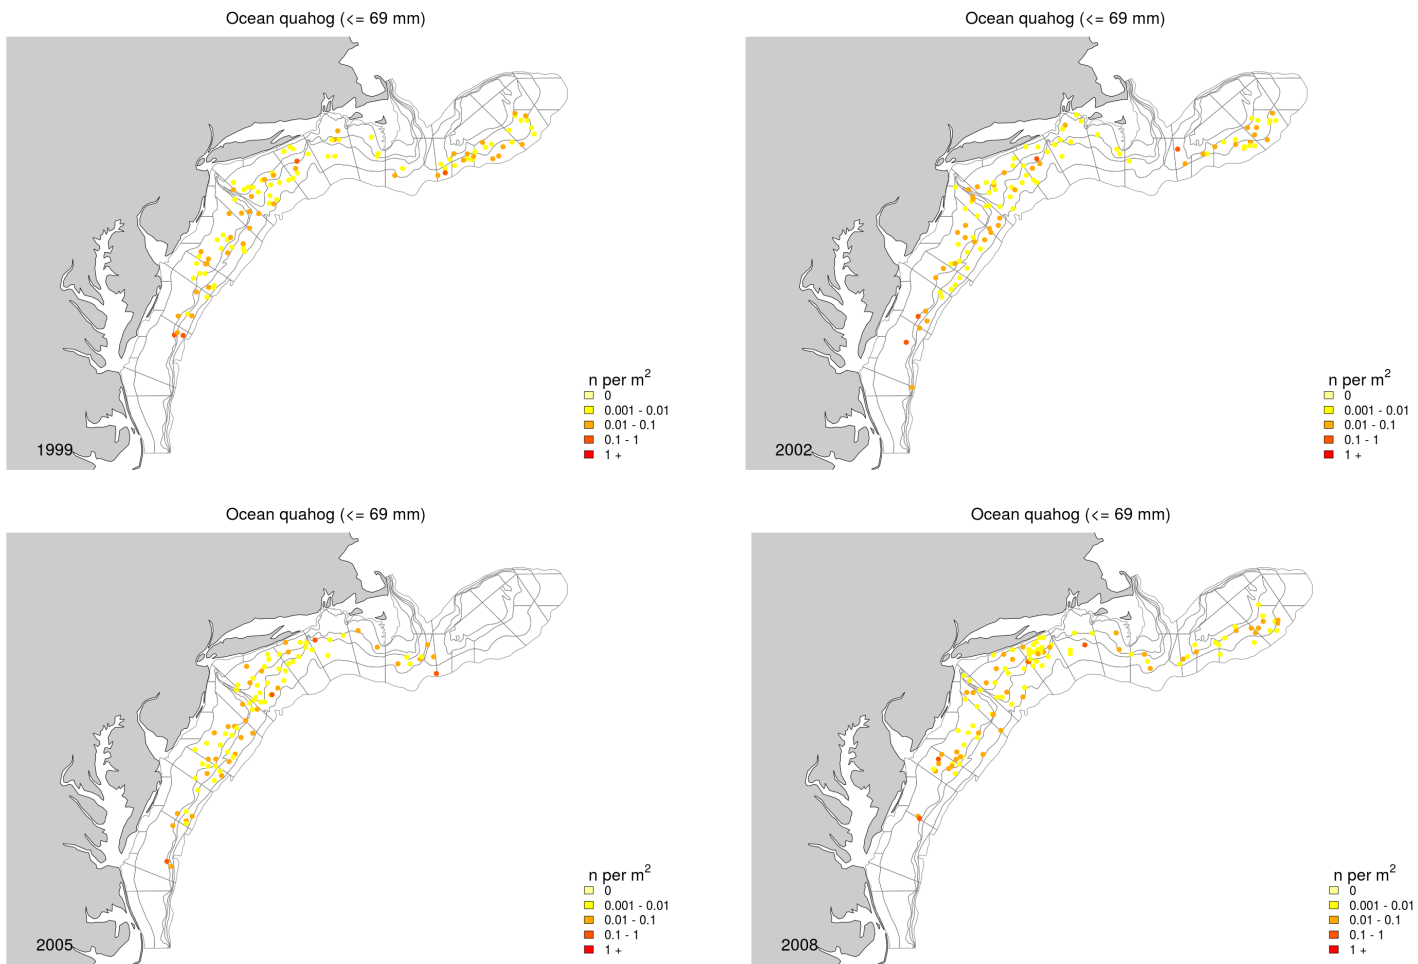 Ocean quahog (<= 69 mm)
n per m2
0
0.001 - 0.01
0.01 - 0.1
0.1 - 1
1 +
1999
Ocean quahog (<= 69 mm)
n per m2
0
0.001 - 0.01
0.01 - 0.1
0.1 - 1
1 +
2002
Ocean quahog (<= 69 mm)
n per m2
0
0.001 - 0.01
0.01 - 0.1
0.1 - 1
1 +
2005
Ocean quahog (<= 69 mm)
n per m2
0
0.001 - 0.01
0.01 - 0.1
0.1 - 1
1 +
2008